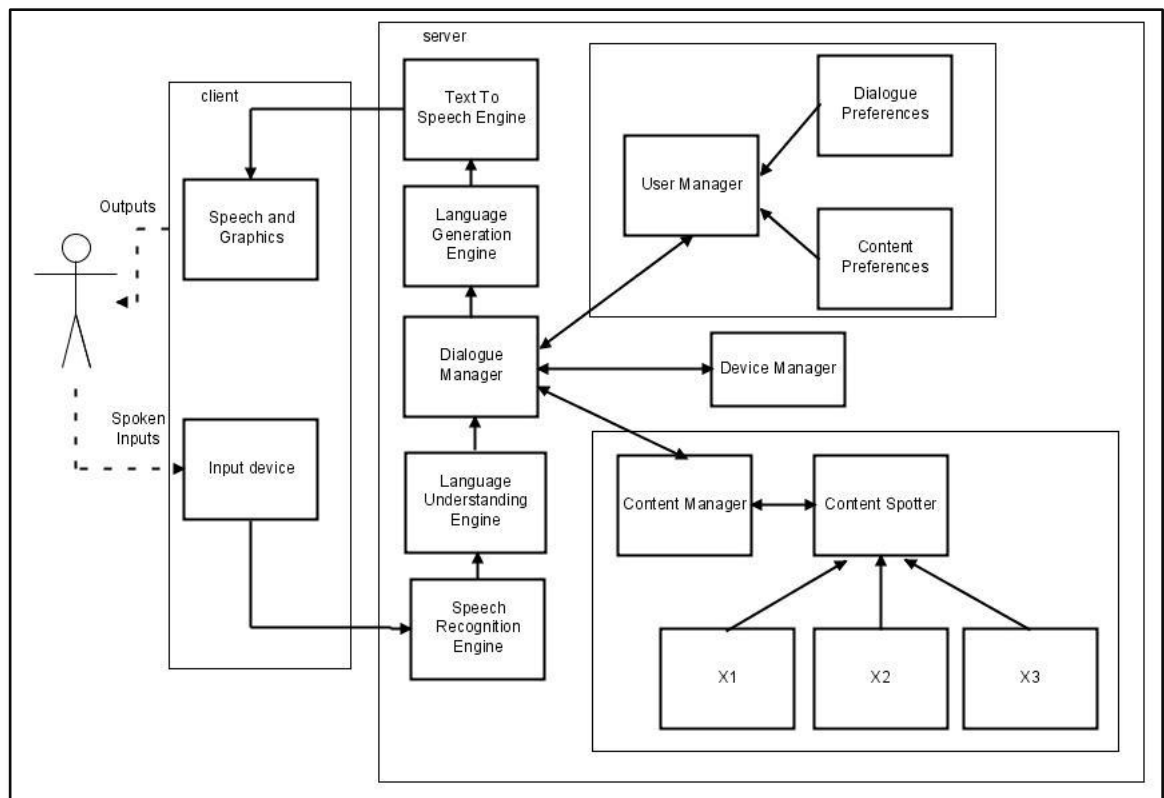 server
client
Text To
Speech Engine
Dialogue
Preferences
User Manager
Outputs
Speech and
Graphics
Language
Generation
Engine
Content
Preferences
Dialogue
Manager
Device Manager
Spoken
Inputs
Input device
Language
Understanding
Engine
Content Manager
Content Spotter
Speech
Recognition
Engine
X1
X2
X3